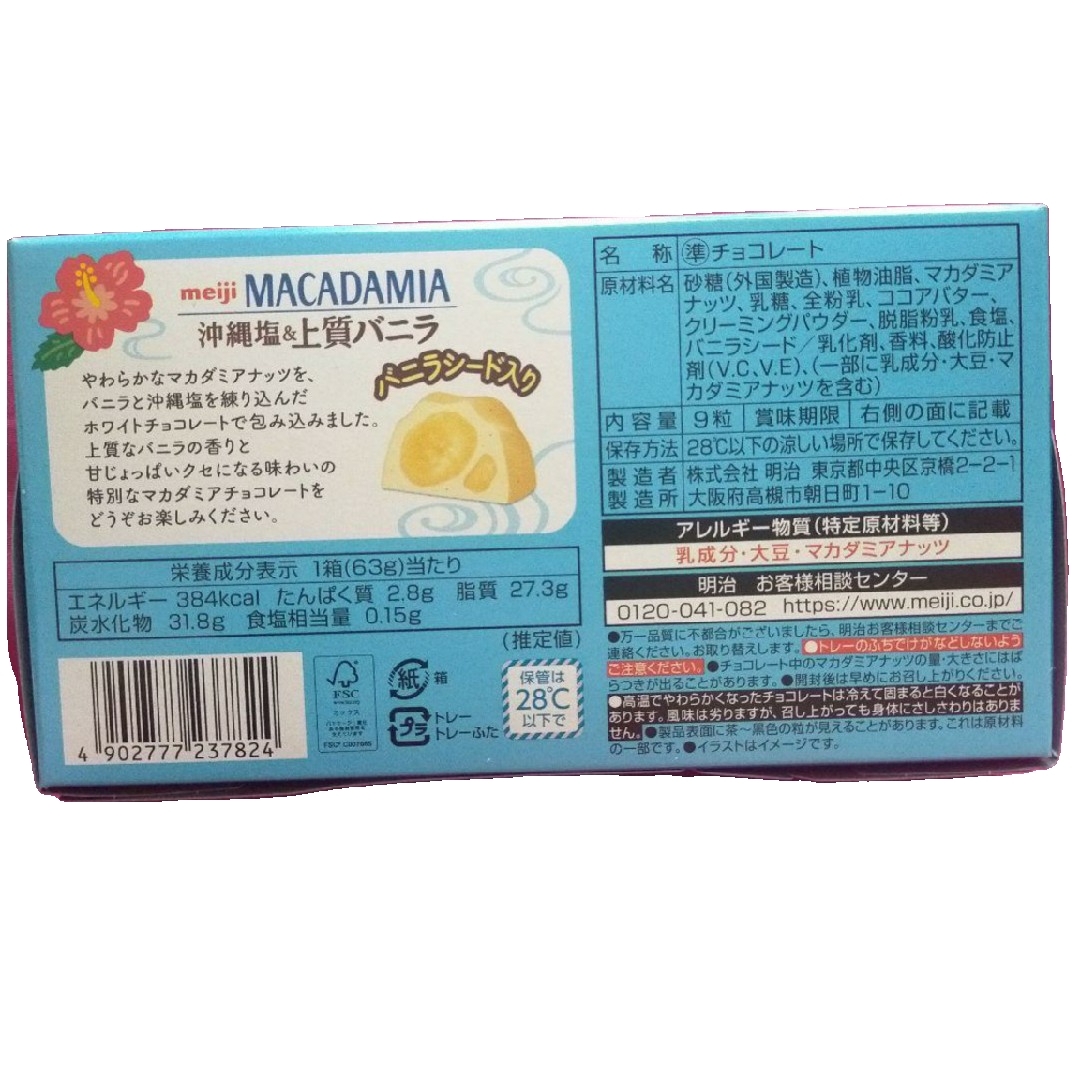 meiji MACADAMIA
沖縄塩&上質バニラ
バニラシード入り
やわらかなマカダミアナッツを、
バニラと沖縄塩を練り込んだ
ホワイトチョコレートで包み込みました。
上質なバニラの香りと
甘じょっぱいクセになる味わいの
特別なマカダミアチョコレートを
どうぞお楽しみください。
栄養成分表示 1箱(63g)当たり
エネルギー 384kcal たんぱく質 2.8g 脂質 27.3g
炭水化物 31.8g 食塩相当量 0.15g
(推定値)
4 902777 237824
FSC
ミックス
紙 箱
プラ トレー
トレーふた
保管は
28℃
以下で
名称 準チョコレート
原材料名 砂糖(外国製造)、植物油脂、マカダミア
ナッツ、乳糖、全粉乳、ココアバター、
クリーミングパウダー、脱脂粉乳、食塩、
バニラシード/乳化剤、香料、酸化防止
剤(V.C、V.E)、(一部に乳成分・大豆・マ
カダミアナッツを含む)
内容量 9粒 賞味期限 右側の面に記載
保存方法 28℃以下の涼しい場所で保存してください。
製造者 株式会社 明治 東京都中央区京橋2-2-1
製造所 大阪府高槻市朝日町1-10
アレルギー物質(特定原材料等)
乳成分・大豆・マカダミアナッツ
明治 お客様相談センター
0120-041-082 https://www.meiji.co.jp/
●万一品質に不都合がございましたら、明治お客様相談センターまでご
連絡ください。お取り替えします。●トレーのふちでけがなどしないよう
ご注意ください。●チョコレート中のマカダミアナッツの量・大きさにはば
らつきが出ることがあります。●開封後は早めにお召し上がりください。
●高温でやわらかくなったチョコレートは冷えて固まると白くなることが
あります。風味は劣りますが、召し上がっても身体にさしさわりはありま
せん。●製品表面に茶〜黒色の粒が見えることがあります。これは原材料
の一部です。●イラストはイメージです。